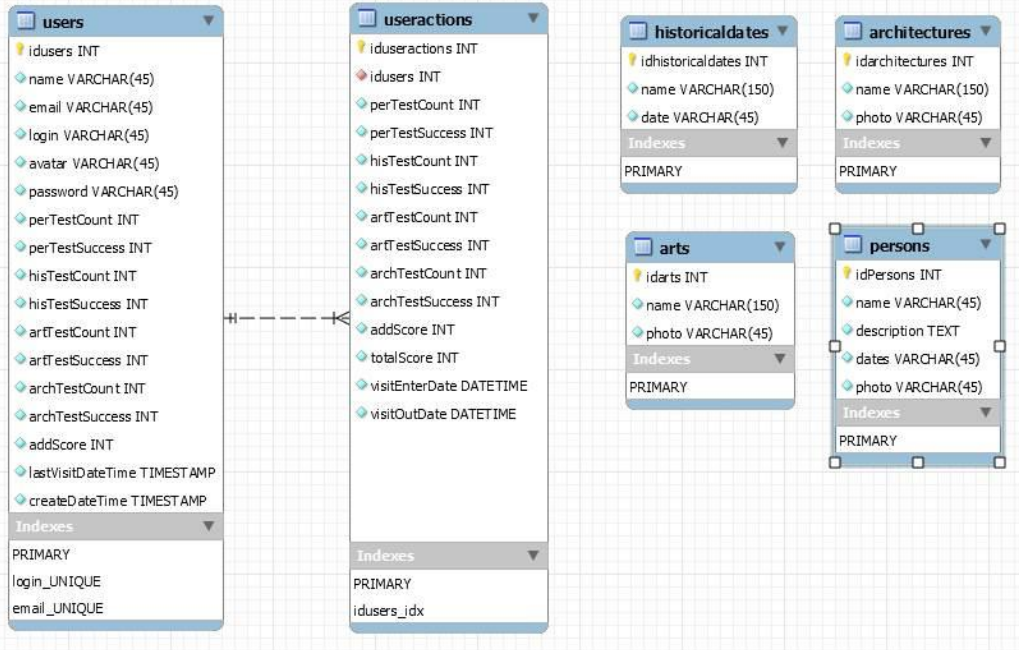 users
idusers INT
name VARCHAR(45)
email VARCHAR(45)
login VARCHAR(45)
avatar VARCHAR(45)
password VARCHAR(45)
perTestCount INT
perTestSuccess INT
hisTestCount INT
hisTestSuccess INT
artTestCount INT
artTestSuccess INT
archTestCount INT
archTestSuccess INT
addScore INT
lastVisitDateTime TIMESTAMP
createDateTime TIMESTAMP
Indexes
PRIMARY
login_UNIQUE
email_UNIQUE
useractions
iduseractions INT
idusers INT
perTestCount INT
perTestSuccess INT
hisTestCount INT
hisTestSuccess INT
artTestCount INT
artTestSuccess INT
archTestCount INT
archTestSuccess INT
addScore INT
totalScore INT
visitEnterDate DATETIME
visitOutDate DATETIME
Indexes
PRIMARY
idusers_idx
historicaldates
idhistoricaldates INT
name VARCHAR(150)
date VARCHAR(45)
Indexes
PRIMARY
architectures
idarchitectures INT
name VARCHAR(150)
photo VARCHAR(45)
Indexes
PRIMARY
arts
idarts INT
name VARCHAR(150)
photo VARCHAR(45)
Indexes
PRIMARY
persons
idPersons INT
name VARCHAR(45)
description TEXT
dates VARCHAR(45)
photo VARCHAR(45)
Indexes
PRIMARY